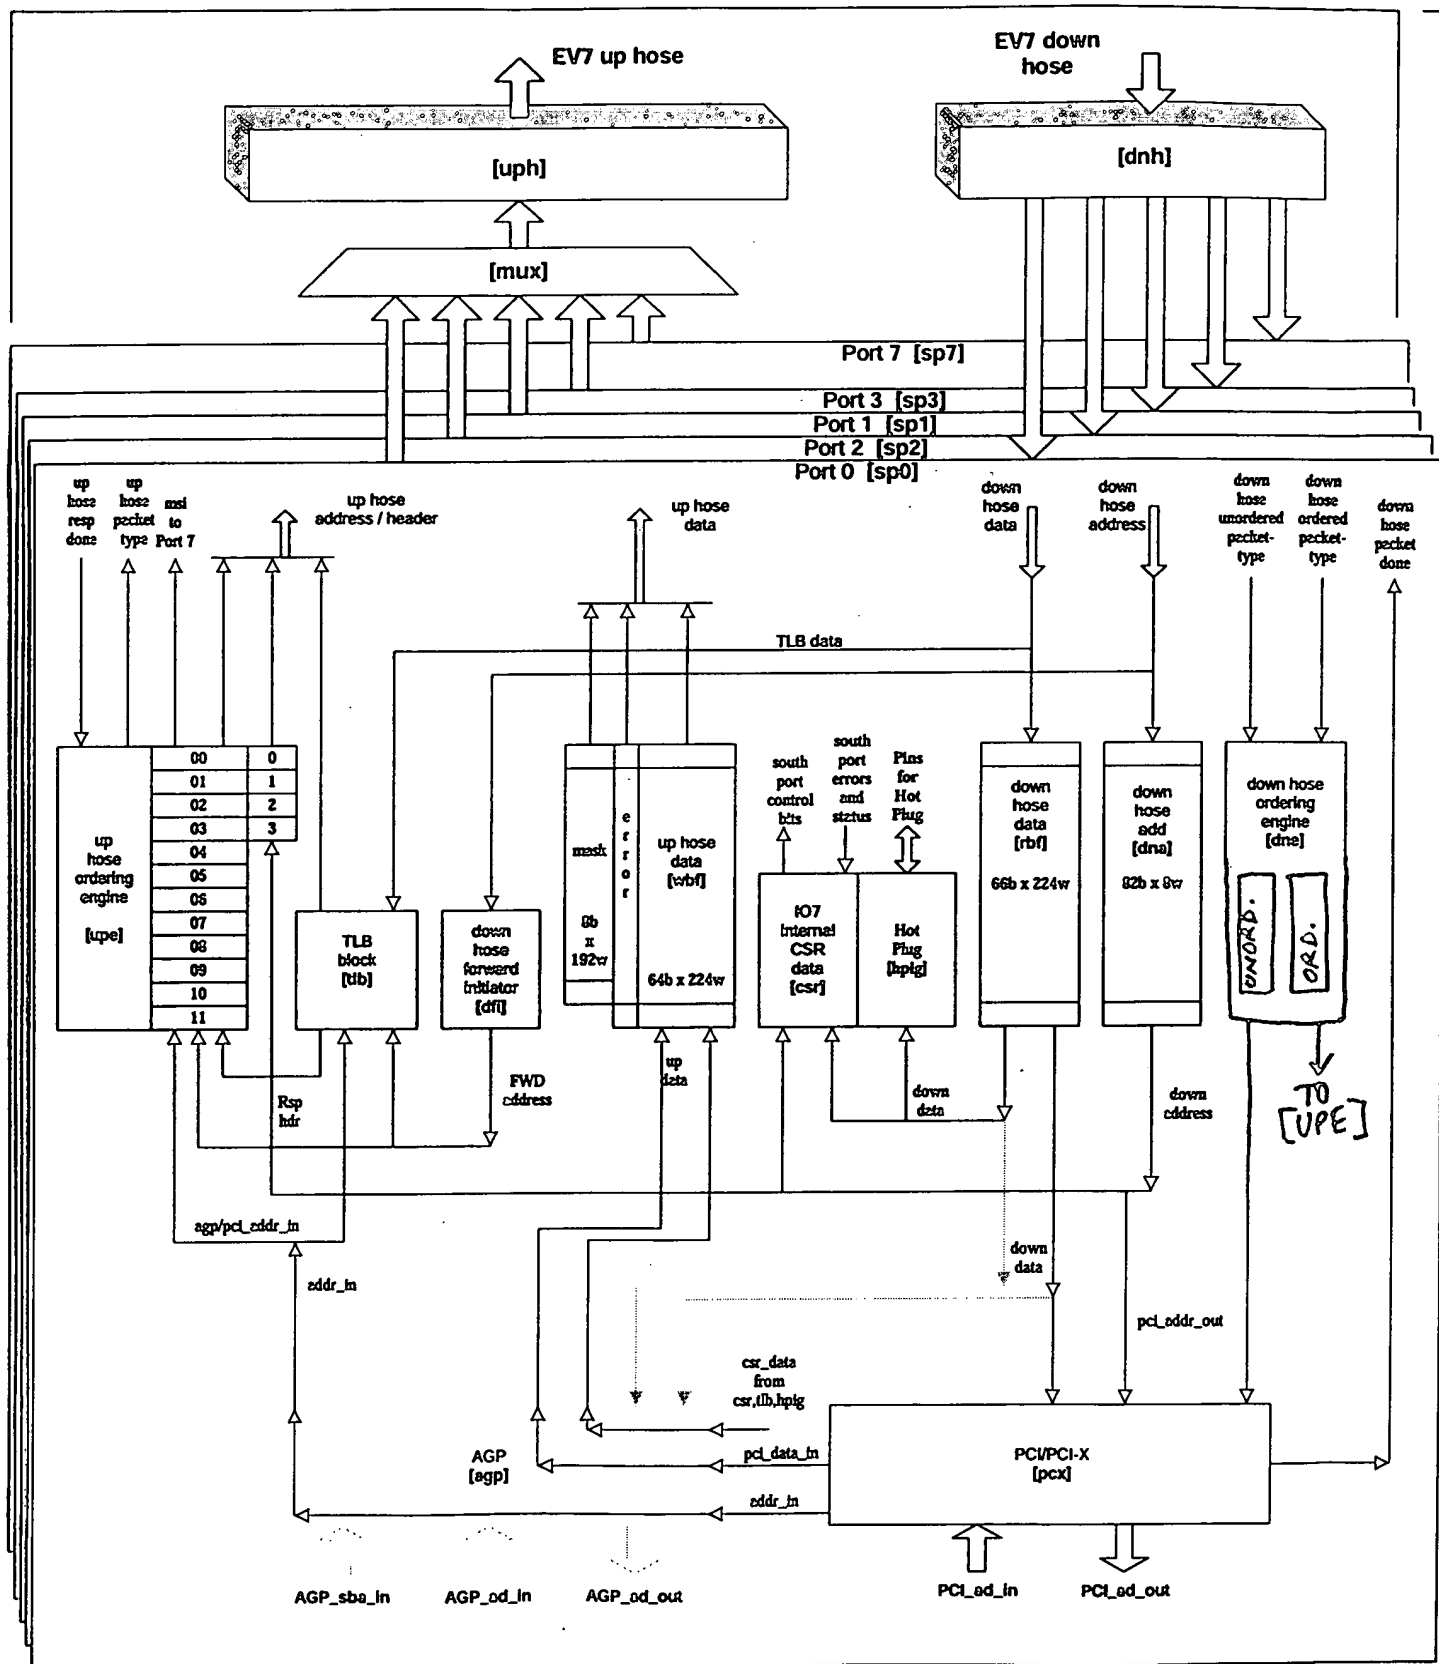 EV7 up hose
EV7 down
hose
[uph]
[dnh]
[mux]
Port 7 [sp7]
Port 3 [sp3]
Port 1 [sp1]
Port 2 [sp2]
Port 0 [sp0]
up
hose
resp
done
up
hose
packet
type
msi
to
Port 7
up hose
address / header
up hose
data
down
hose
data
down
hose
address
down
hose
unordered
packet-
type
down
hose
ordered
packet-
type
down
hose
packet
done
TLB data
up
hose
ordering
engine
[upe]
00
01
02
03
04
05
06
07
08
09
10
11
0
1
2
3
TLB
block
[tlb]
down
hose
forward
initiator
[dfi]
mask
8b
x
192w
e
r
r
o
r
up hose
data
[wbf]
64b x 224w
south
port
control
bits
south
port
errors
and
status
Pins
for
Hot
Plug
IO7
Internal
CSR
data
[csr]
Hot
Plug
[hpig]
down
hose
data
[rbf]
66b x 224w
down
hose
add
[dna]
82b x 8w
down hose
ordering
engine
[dne]
UNORD.
ORD.
TO
[UPE]
Rsp
hdr
FWD
address
up
data
down
data
down
address
agp/pci_addr_in
addr_in
down
data
pci_addr_out
csr_data
from
csr,tlb,hpig
AGP
[agp]
pci_data_in
addr_in
PCI/PCI-X
[pcx]
AGP_sba_in
AGP_ad_in
AGP_ad_out
PCI_ad_in
PCI_ad_out